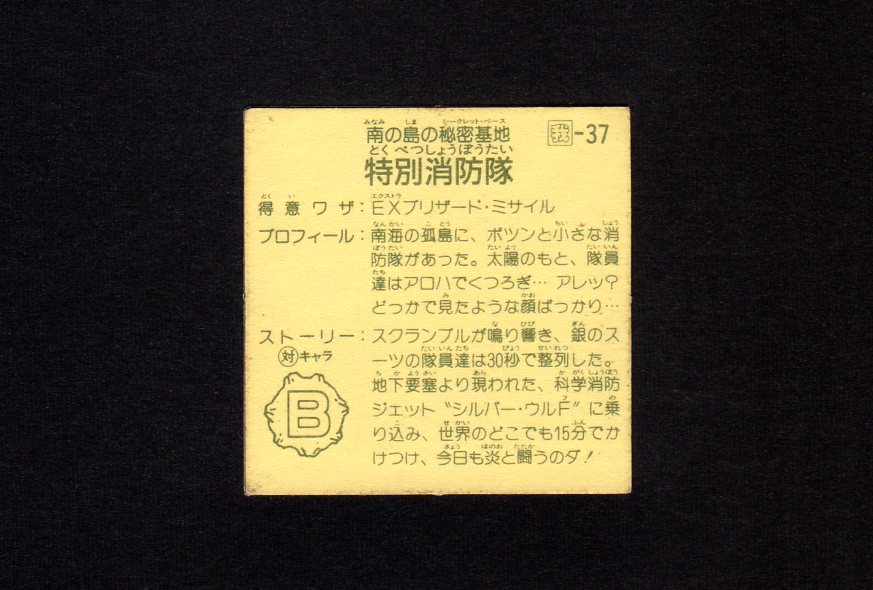 南の島の秘密基地
特別消防隊
-37
得意ワザ：EXブリザード・ミサイル
プロフィール：南海の孤島に、ポツンと小さな消
防隊があった。太陽のもと、隊員
達はアロハでくつろぎ… アレッ？
どっかで見たような顔ばっかり…
ストーリー：スクランブルが鳴り響き、銀のス
ーツの隊員達は30秒で整列した。
対キャラ
地下要塞より現われた、科学消防
ジェット“シルバー・ウルF”に乗
り込み、世界のどこでも15分でか
けつけ、今日も炎と闘うのダ！
B